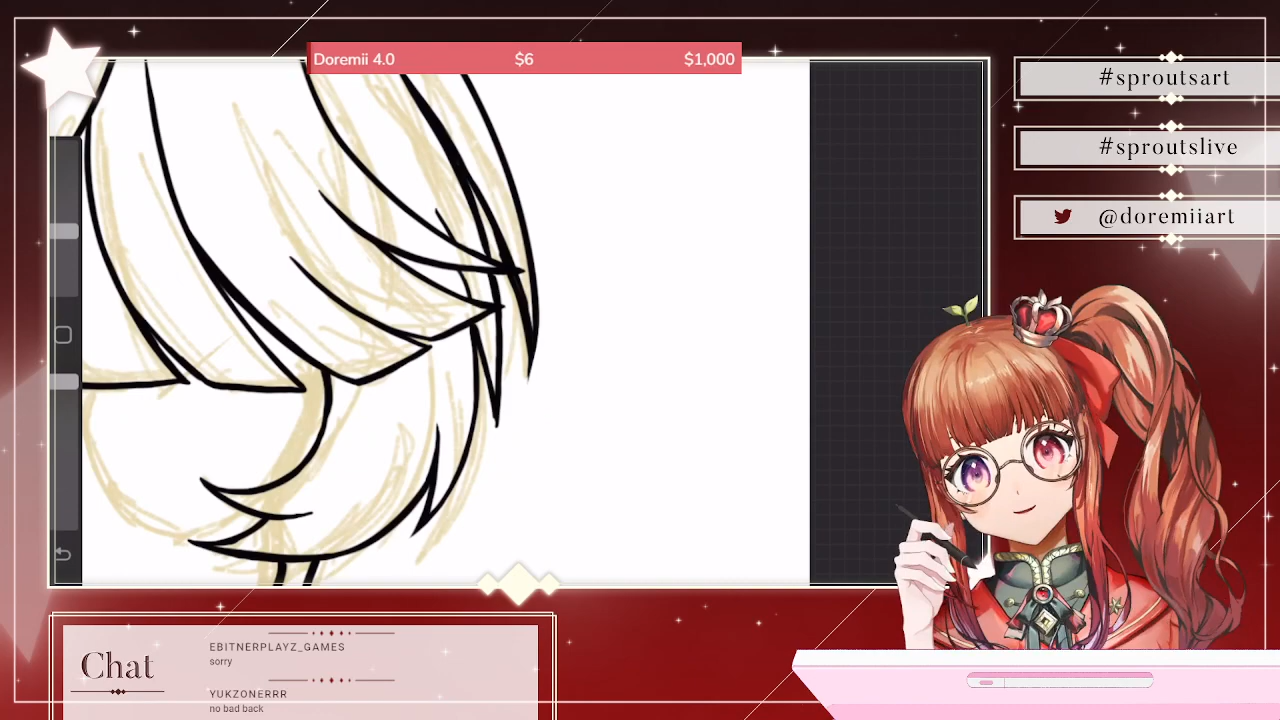 Doremii 4.0 $6 $1,000
#sproutsart
#sproutslive
@doremiiart
Chat
EBITNERPLAYZ_GAMES
sorry
YUKZONERRR
no bad back